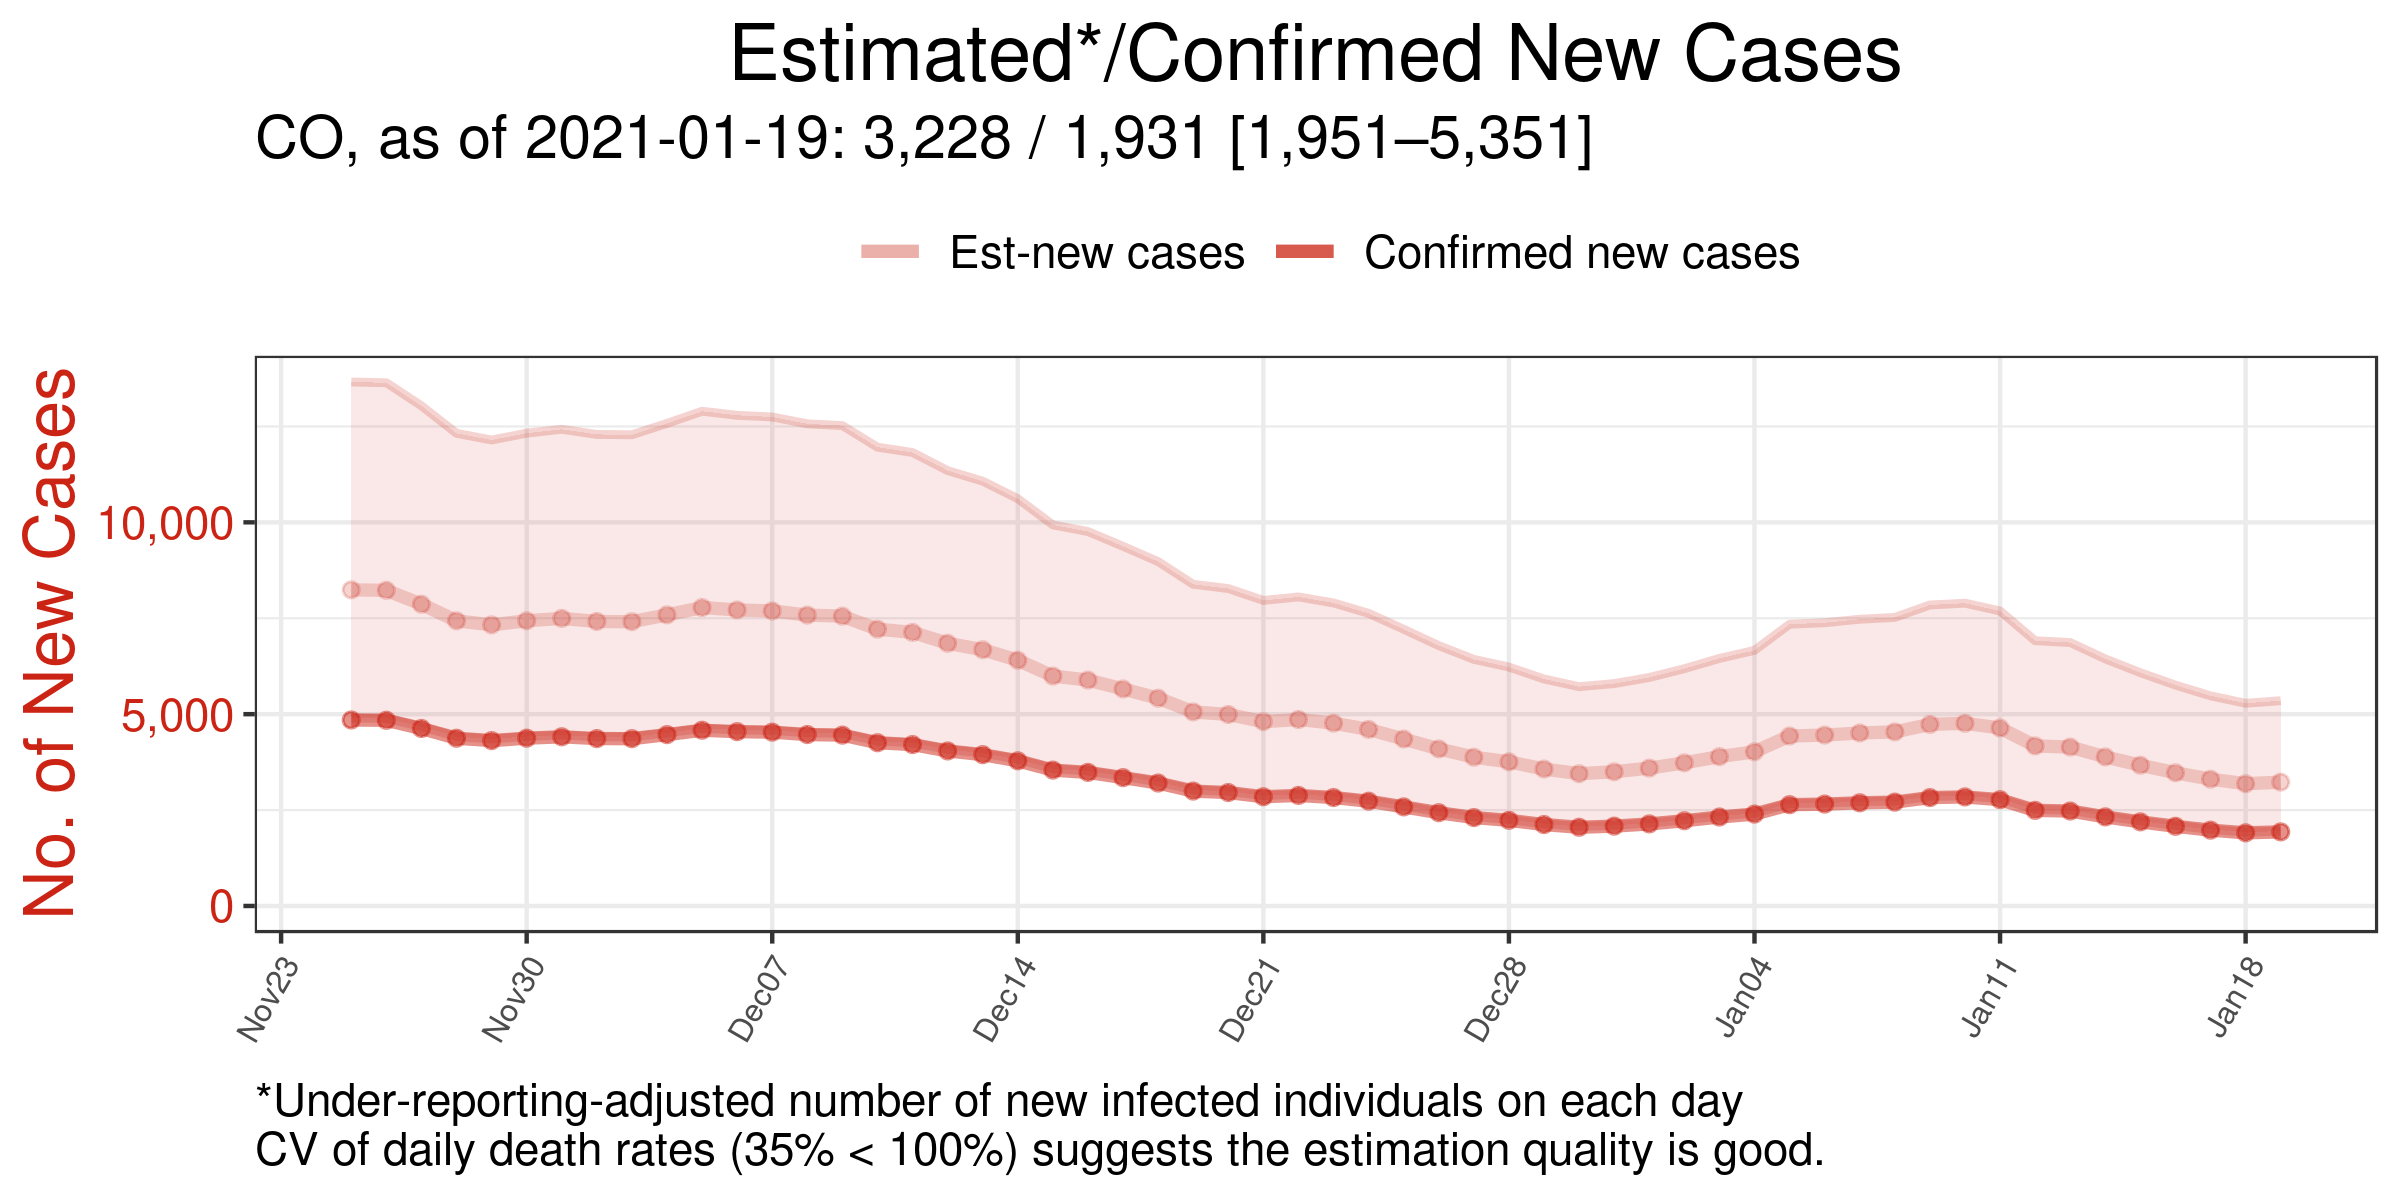 Estimated*/Confirmed New Cases
CO, as of 2021-01-19: 3,228 / 1,931 [1,951–5,351]
Est-new cases
Confirmed new cases
No. of New Cases
10,000
5,000
0
Nov23
Nov30
Dec07
Dec14
Dec21
Dec28
Jan04
Jan11
Jan18
*Under-reporting-adjusted number of new infected individuals on each day
CV of daily death rates (35% < 100%) suggests the estimation quality is good.